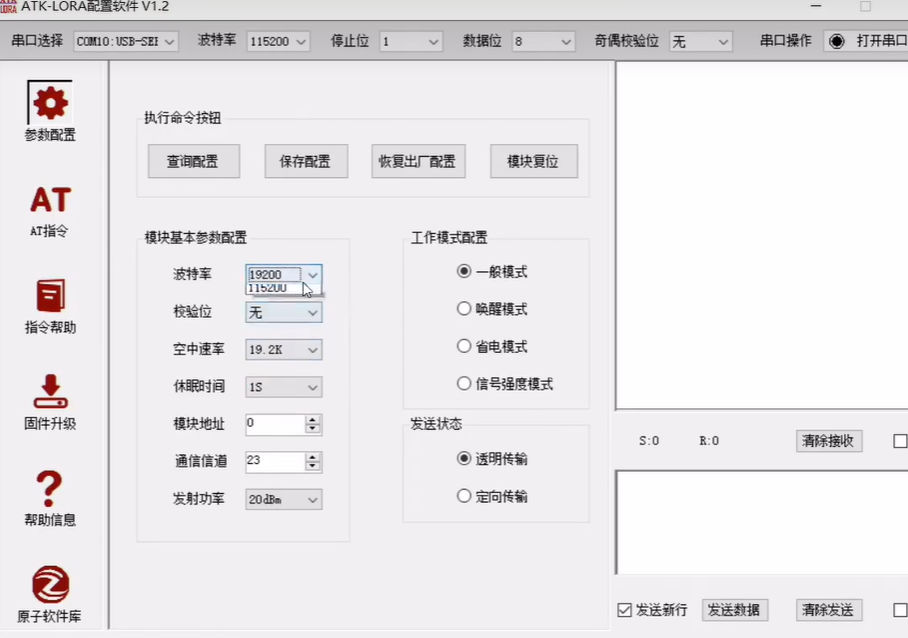 ATK-LORA配置软件 V1.2
LORA
串口选择 COM10:USB-SEI 波特率 115200 停止位 1 数据位 8 奇偶校验位 无 串口操作 打开串口
参数配置
AT
AT指令
指令帮助
固件升级
?
帮助信息
原子软件库
执行命令按钮
查询配置 保存配置 恢复出厂配置 模块复位
模块基本参数配置
波特率 19200
115200
校验位 无
空中速率 19.2K
休眠时间 1S
模块地址 0
通信信道 23
发射功率 20dBm
工作模式配置
一般模式
唤醒模式
省电模式
信号强度模式
发送状态
透明传输
定向传输
S:0 R:0 清除接收
发送新行 发送数据 清除发送